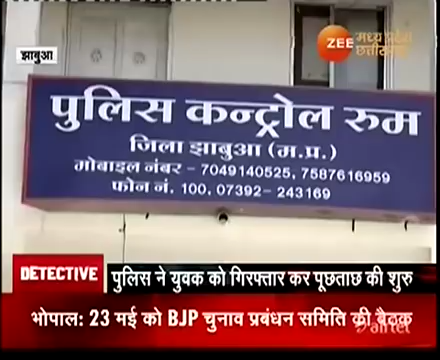 ZEE मध्य प्रदेश
छत्तीसगढ़
झाबुआ
पुलिस कन्ट्रोल रुम
जिला झाबुआ (म.प्र.)
मोबाइल नंबर - 7049140525, 7587616959
फोन नं. 100, 07392- 243169
DETECTIVE पुलिस ने युवक को गिरफ्तार कर पूछताछ की शुरु
भोपाल: 23 मई को BJP चुनाव प्रबंधन समिति की बैठक
airtel